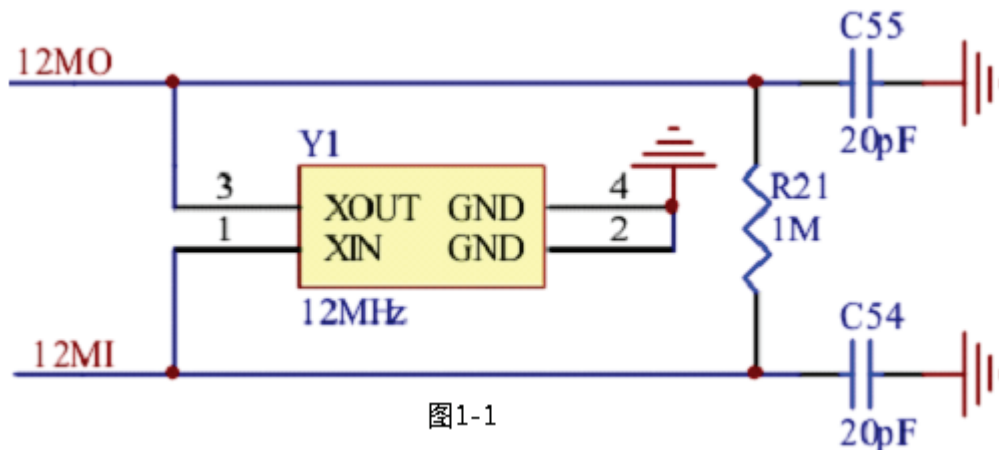 C55
12MO
20pF
Y1
3 XOUT GND 4
1 XIN GND 2
R21
1M
12MHz
C54
12MI
20pF
图1-1